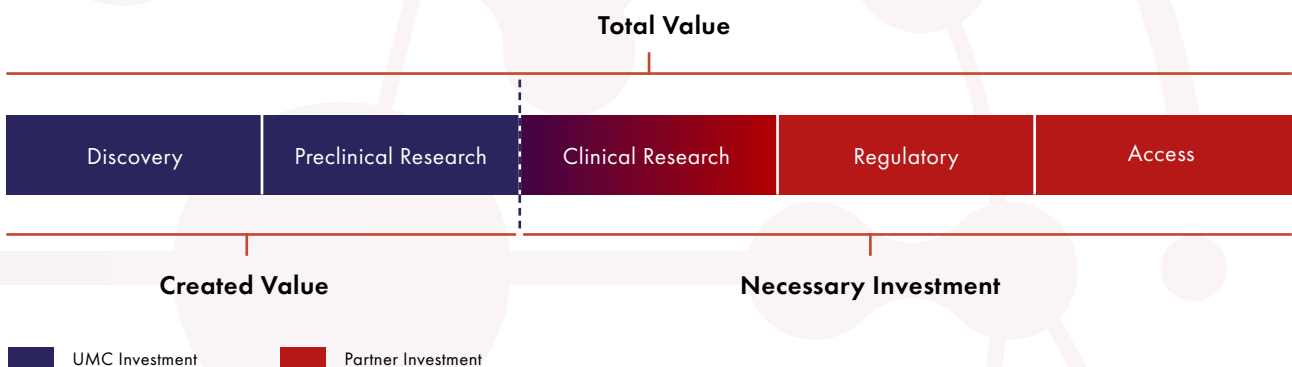 Total Value
Discovery
Preclinical Research
Clinical Research
Regulatory
Access
Created Value
Necessary Investment
UMC Investment
Partner Investment